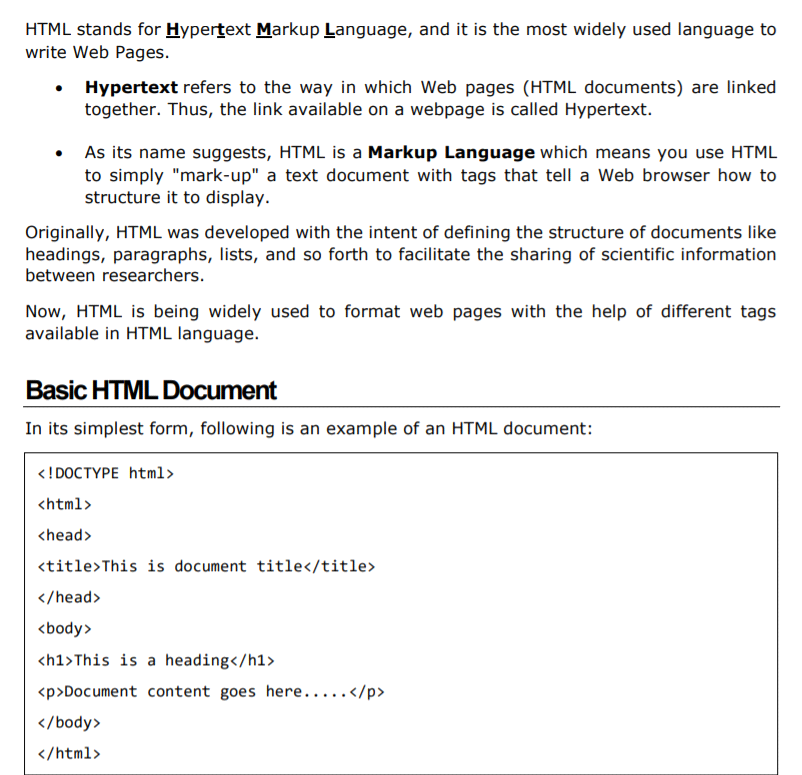 HTML stands for Hypertext Markup Language, and it is the most widely used language to
write Web Pages.
• Hypertext refers to the way in which Web pages (HTML documents) are linked
together. Thus, the link available on a webpage is called Hypertext.
• As its name suggests, HTML is a Markup Language which means you use HTML
to simply "mark-up" a text document with tags that tell a Web browser how to
structure it to display.
Originally, HTML was developed with the intent of defining the structure of documents like
headings, paragraphs, lists, and so forth to facilitate the sharing of scientific information
between researchers.
Now, HTML is being widely used to format web pages with the help of different tags
available in HTML language.
Basic HTML Document
In its simplest form, following is an example of an HTML document:
<!DOCTYPE html>
<html>
<head>
<title>This is document title</title>
</head>
<body>
<h1>This is a heading</h1>
<p>Document content goes here.....</p>
</body>
</html>